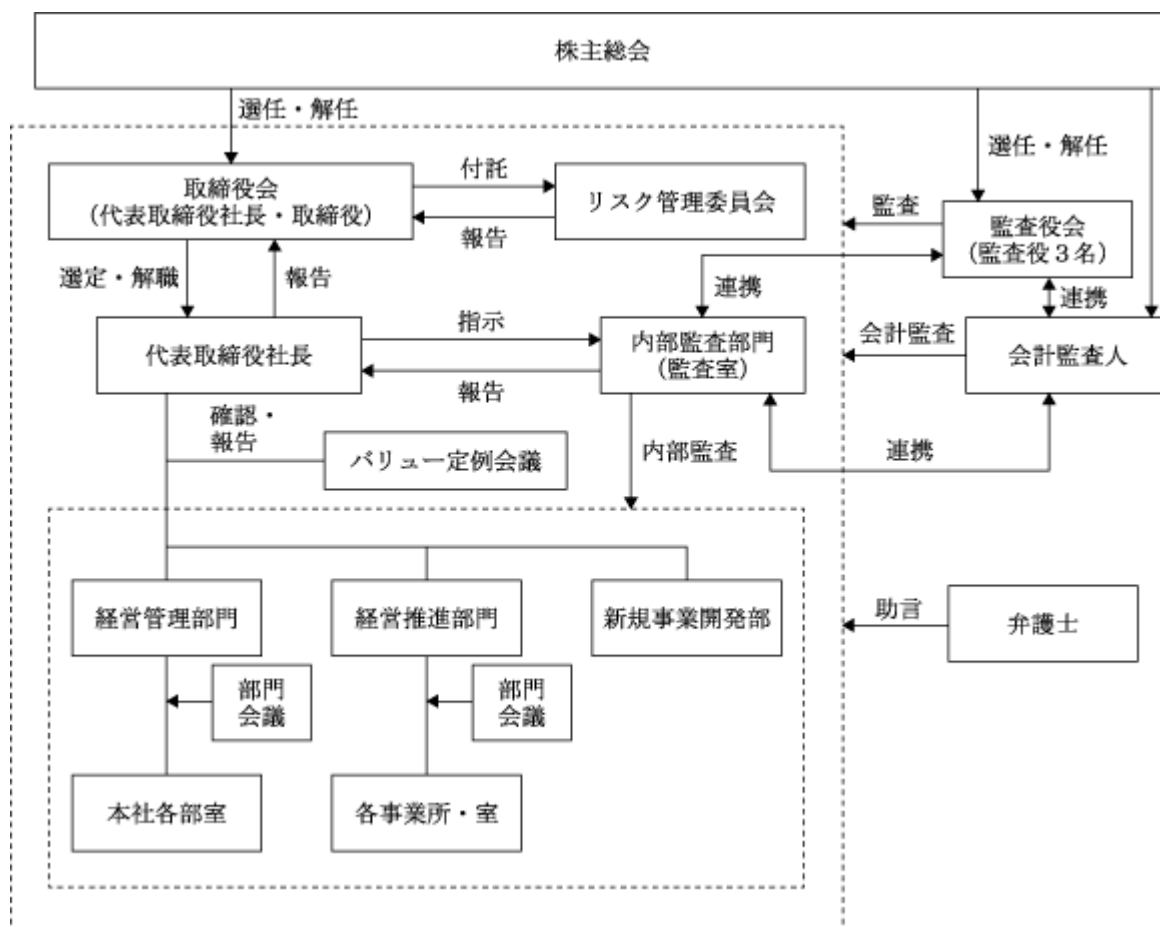 株主総会
選任・解任
選任・解任
取締役会
（代表取締役社長・取締役）
付託
報告
リスク管理委員会
監査
監査役会
（監査役３名）
選定・解職
報告
連携
連携
代表取締役社長
指示
報告
内部監査部門
（監査室）
会計監査
会計監査人
確認・
報告
バリュー定例会議
内部監査
連携
経営管理部門
経営推進部門
新規事業開発部
助言
弁護士
部門
会議
部門
会議
本社各部室
各事業所・室